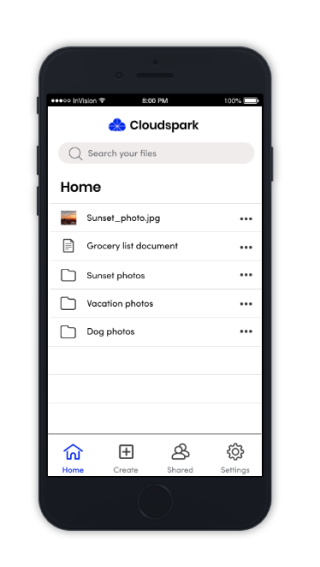 InVision 8:00 PM 100%
Cloudspark
Search your files
Home
Sunset_photo.jpg
Grocery list document
Sunset photos
Vacation photos
Dog photos
Home Create Shared Settings